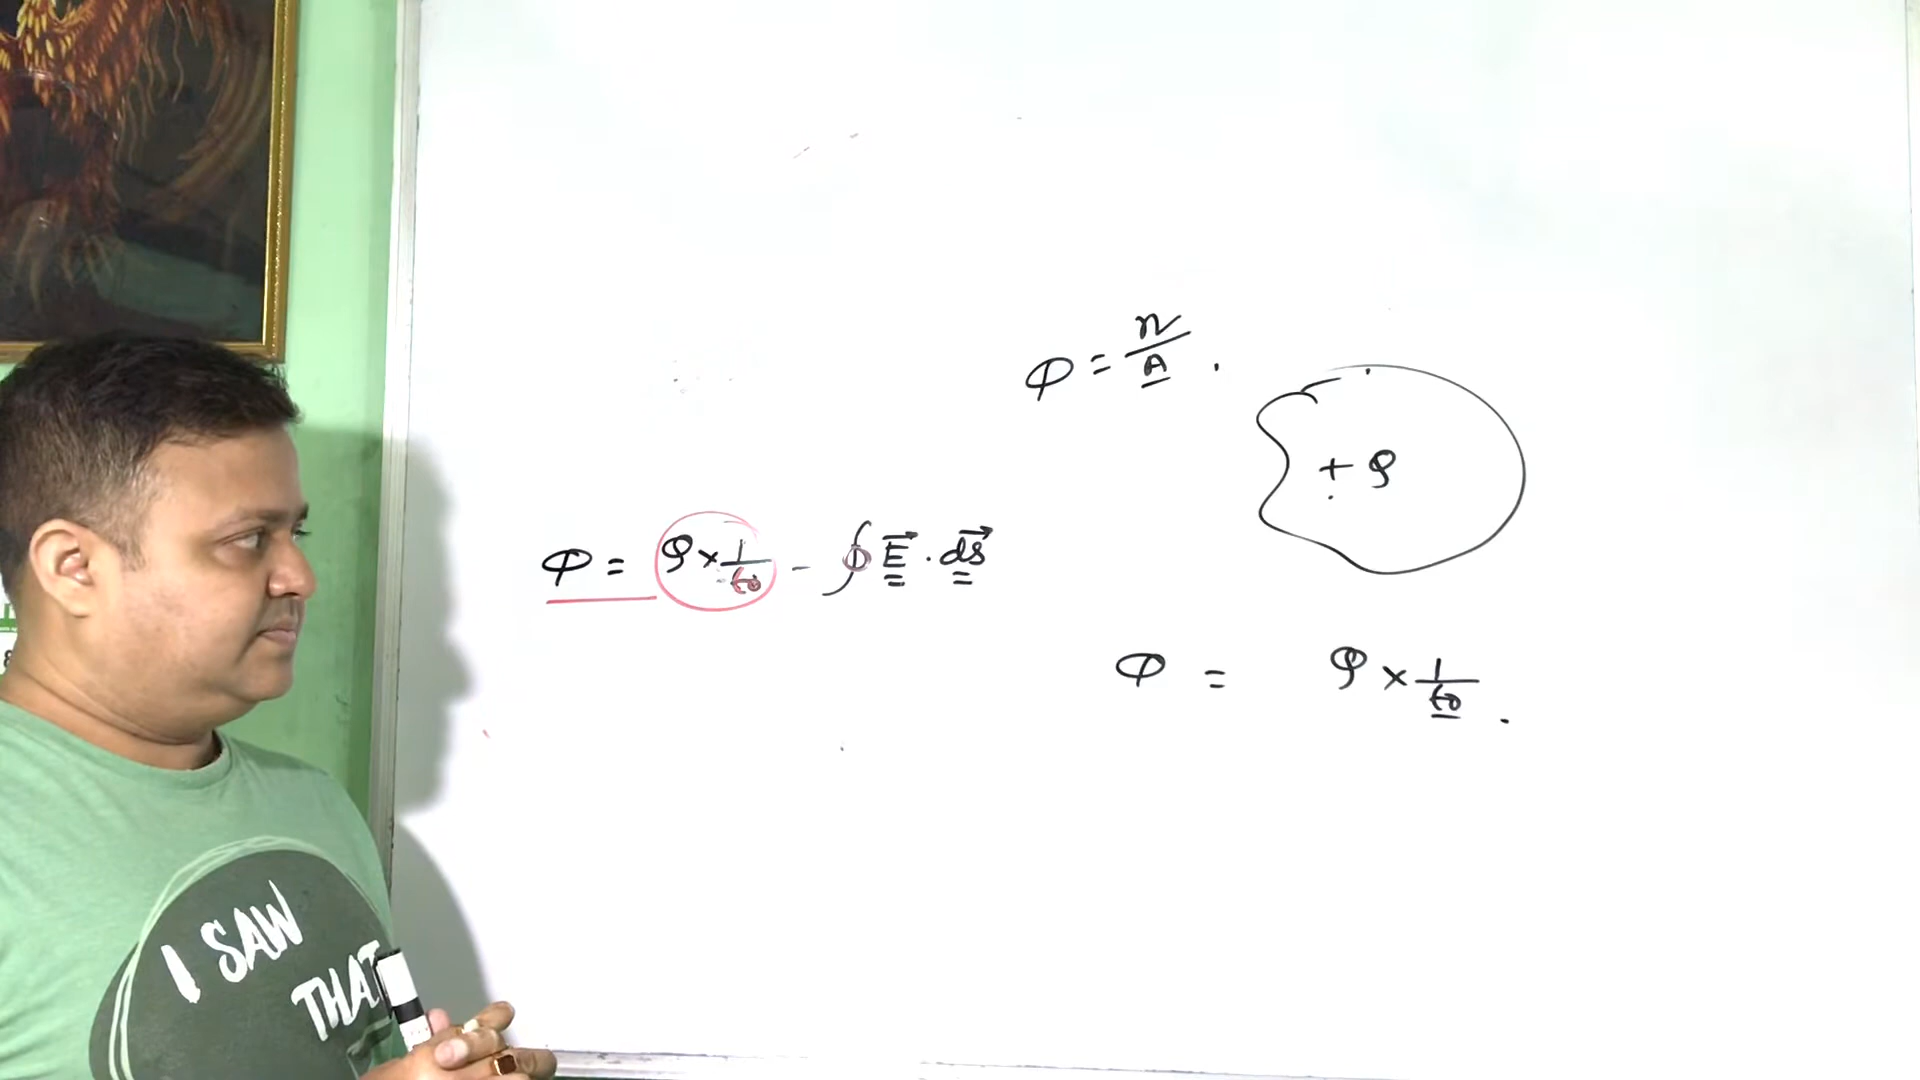 φ = n/A .
+ q
φ = q × 1/ε₀ - ∮ E⃗ . ds⃗
φ = q × 1/ε₀ .
I SAW
THAT